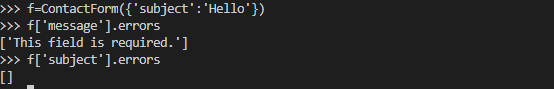 >>> f=ContactForm({'subject':'Hello'})
>>> f['message'].errors
['This field is required.']
>>> f['subject'].errors
[]